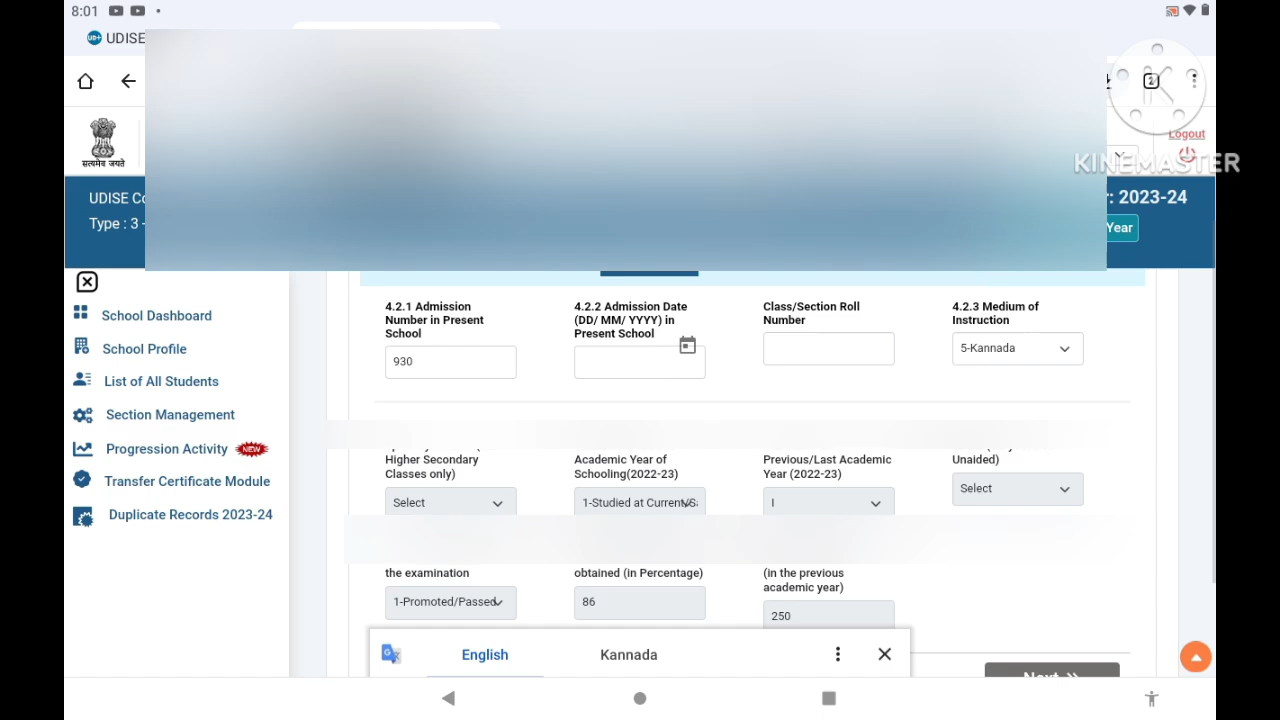 8:01
UDISE
सत्यमेव जयते
Logout
KINEMASTER
UDISE Co
Type : 3 -
r: 2023-24
Year
School Dashboard
School Profile
List of All Students
Section Management
Progression Activity NEW
Transfer Certificate Module
Duplicate Records 2023-24
4.2.1 Admission
Number in Present
School
930
4.2.2 Admission Date
(DD/ MM/ YYYY) in
Present School
Class/Section Roll
Number
4.2.3 Medium of
Instruction
5-Kannada
Higher Secondary
Classes only)
Select
Academic Year of
Schooling(2022-23)
1-Studied at Current/Sa
Previous/Last Academic
Year (2022-23)
I
Unaided)
Select
the examination
1-Promoted/Passed
obtained (in Percentage)
86
(in the previous
academic year)
250
English
Kannada
Next